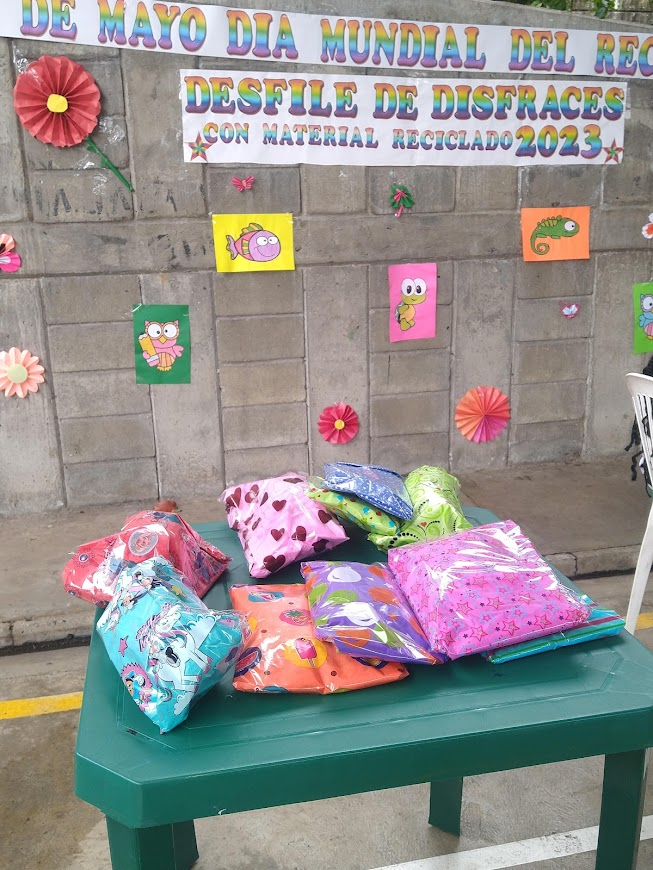 DE MAYO DIA MUNDIAL DEL REC
DESFILE DE DISFRACES
CON MATERIAL RECICLADO 2023